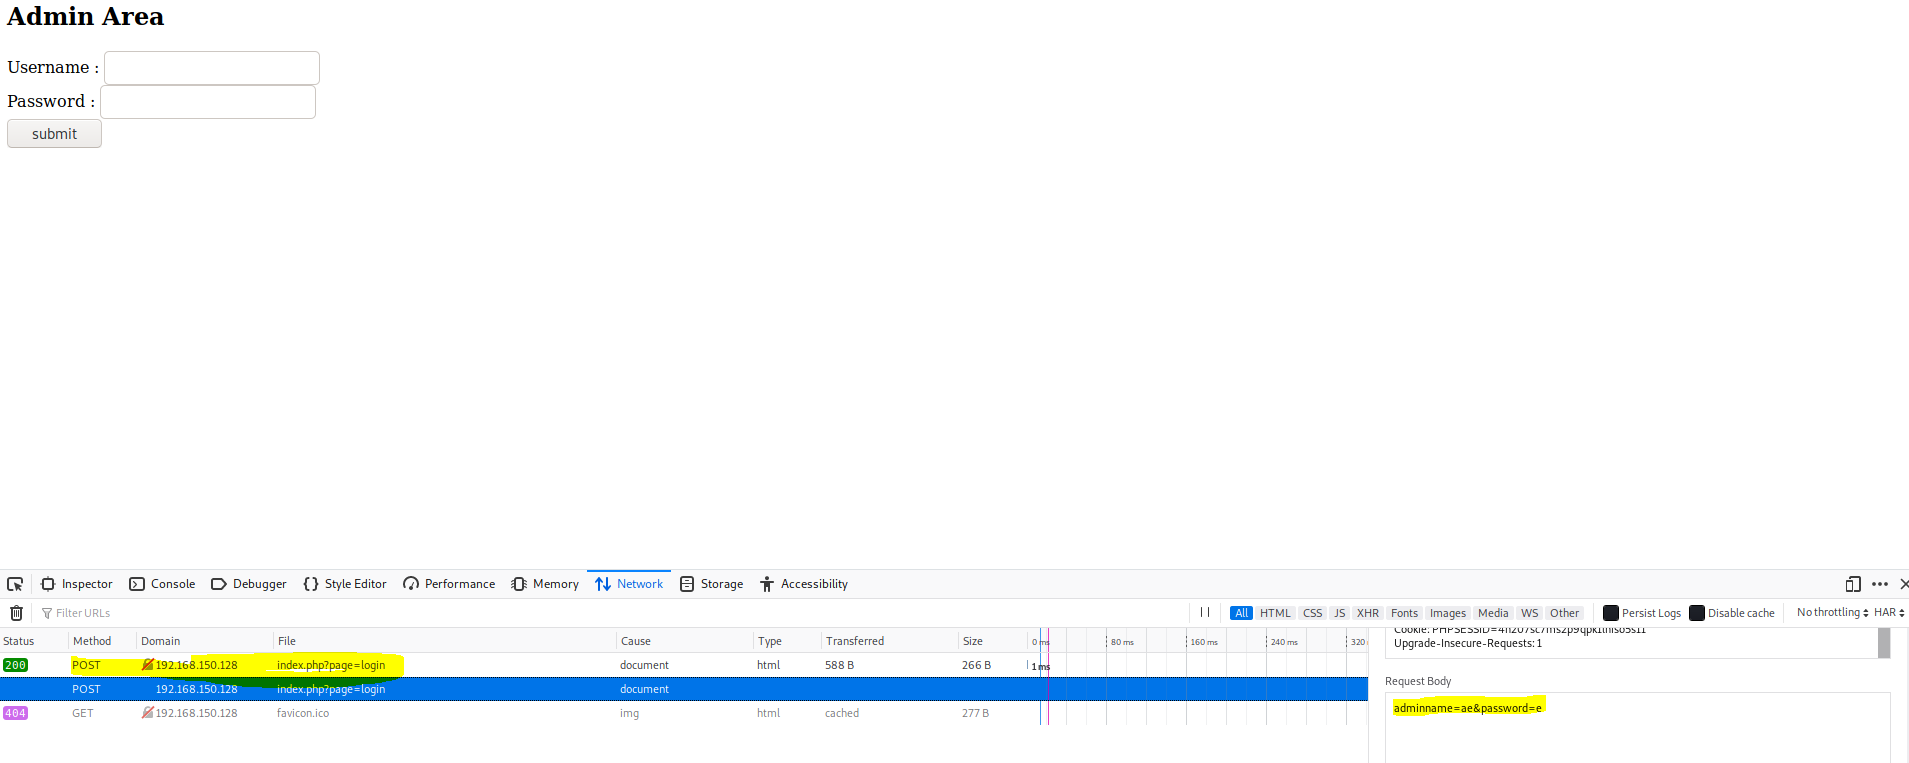 Admin Area
Username :
Password :
submit
Inspector Console Debugger Style Editor Performance Memory Network Storage Accessibility
Filter URLs All HTML CSS JS XHR Fonts Images Media WS Other Persist Logs Disable cache No throttling HAR
Status Method Domain File Cause Type Transferred Size 0 ms 80 ms 160 ms 240 ms 320
Upgrade-Insecure-Requests: 1
200 POST 192.168.150.128 index.php?page=login document html 588 B 266 B 1 ms
Request Body
POST 192.168.150.128 index.php?page=login document
adminname=ae&password=e
404 GET 192.168.150.128 favicon.ico img html cached 277 B